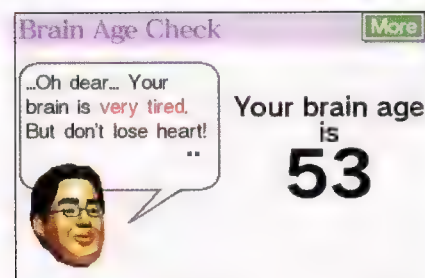 Brain Age Check
More
...Oh dear... Your
brain is very tired.
But don't lose heart!
..
Your brain age
is
53